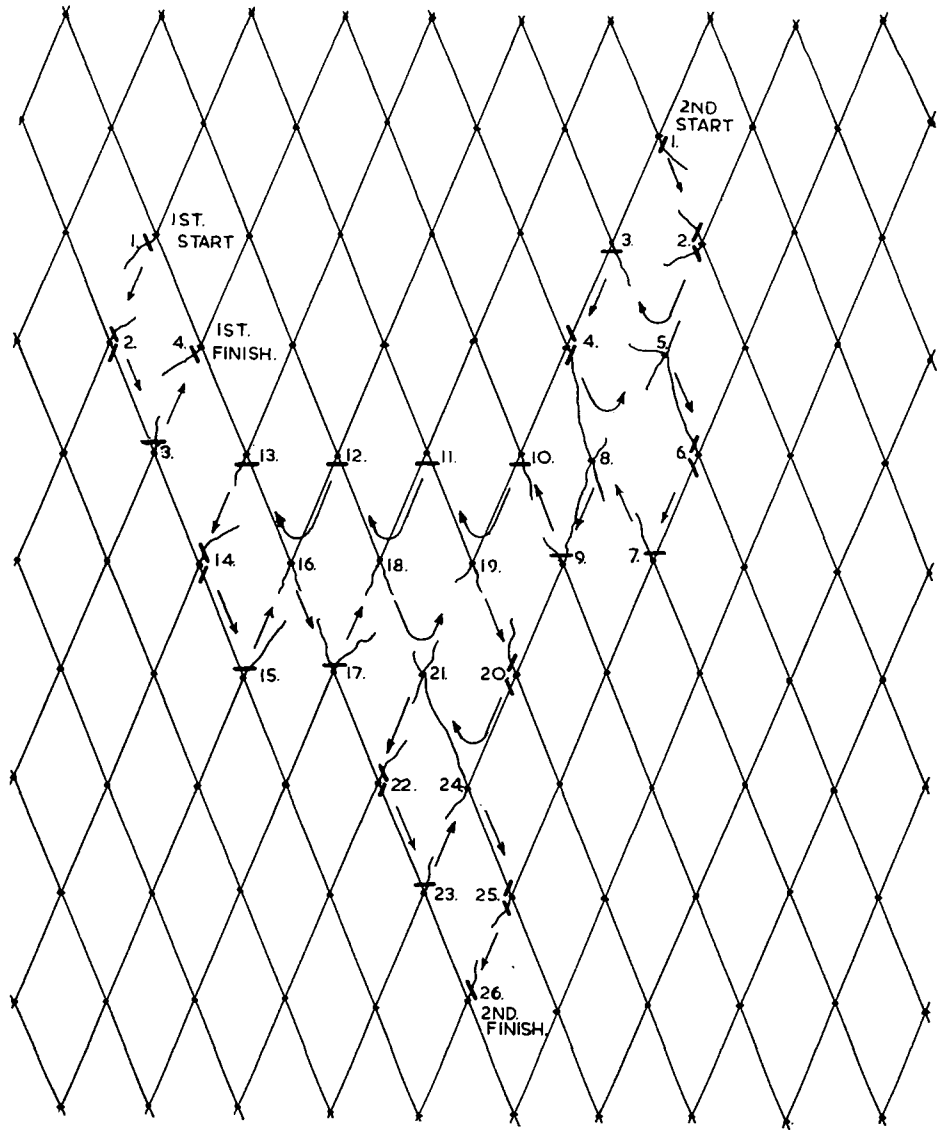 2ND
START
1.
1ST.
1. START
3. 2.
2. 4. 1ST.
FINISH.
4. 5.
3. 13. 12. 11. 10. 8. 6.
14. 16. 18. 19. 9. 7.
15. 17. 21. 20.
22. 24.
23. 25.
26.
2ND.
FINISH.